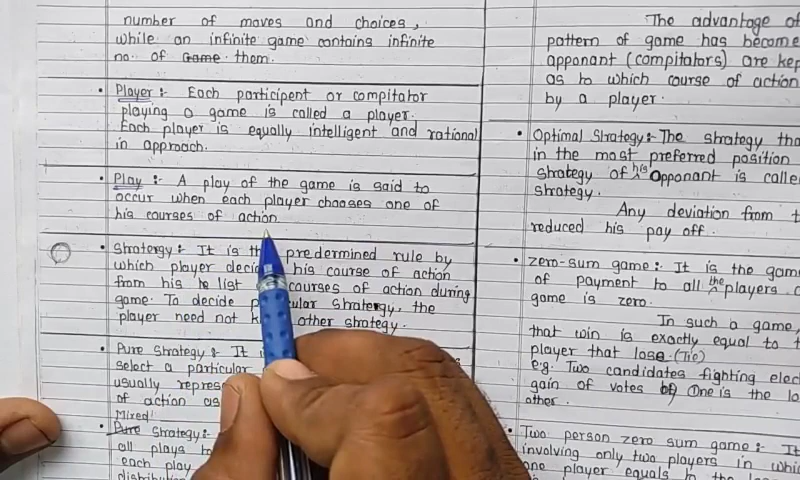 number of moves and choices,
while an infinite game contains infinite
no. of Game them.
• Player :- Each participent or compitator
playing a game is called a player.
Each player is equally intelligent and rational
in approach.
• Play :- A play of the game is said to
occur when each player chooses one of
his courses of action
Stratergy :- It is the predermined rule by
which player his course of action
from his list courses of action during
game. To decide stratergy, the
player need not other strategy.
• Pure Strategy :- It
select a particular
usually
of action as
Mixed
• Pure Strategy :-
all plays
each play
The advantage of
pattern of game has become
apponant (compitators) are kep
as to which course of action
by a player.
• Optimal Strategy :- The strategy tha
in the most preferred position
strategy of his opponant is calle
strategy.
Any deviation from t
reduced his pay off.
• zero-sum game :- It is the gam
of payment to all the players
game is zero.
In such a game,
that win is exactly equal to t
player that lose. (Tie)
e.g. Two candidates fighting elec
gain of votes of One is the lo
other.
• Two person zero sum game :- It
involving only two players in whic
one player equals to the